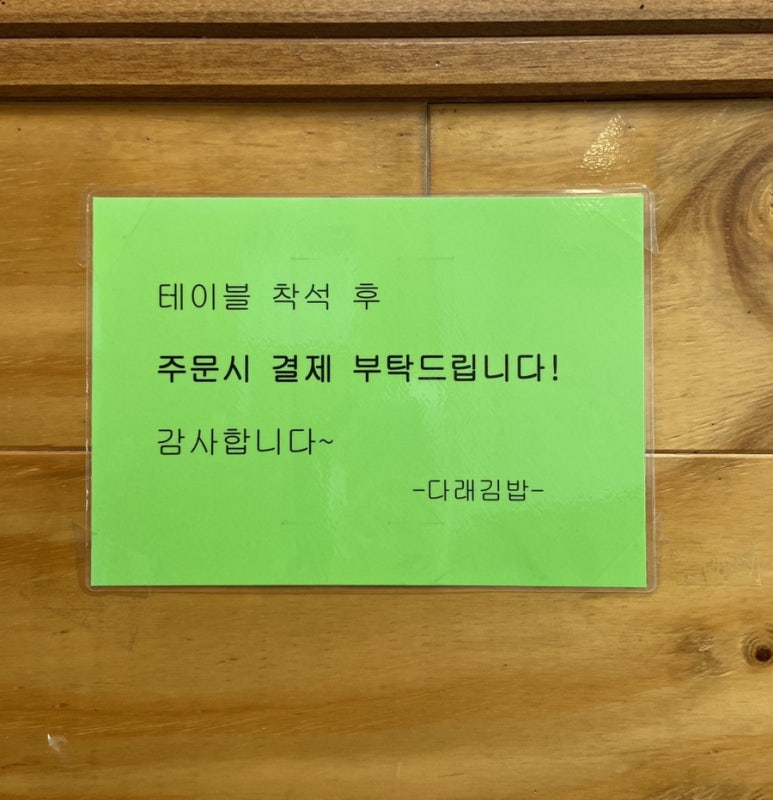 테이블 착석 후
주문시 결제 부탁드립니다!
감사합니다~
-다래김밥-